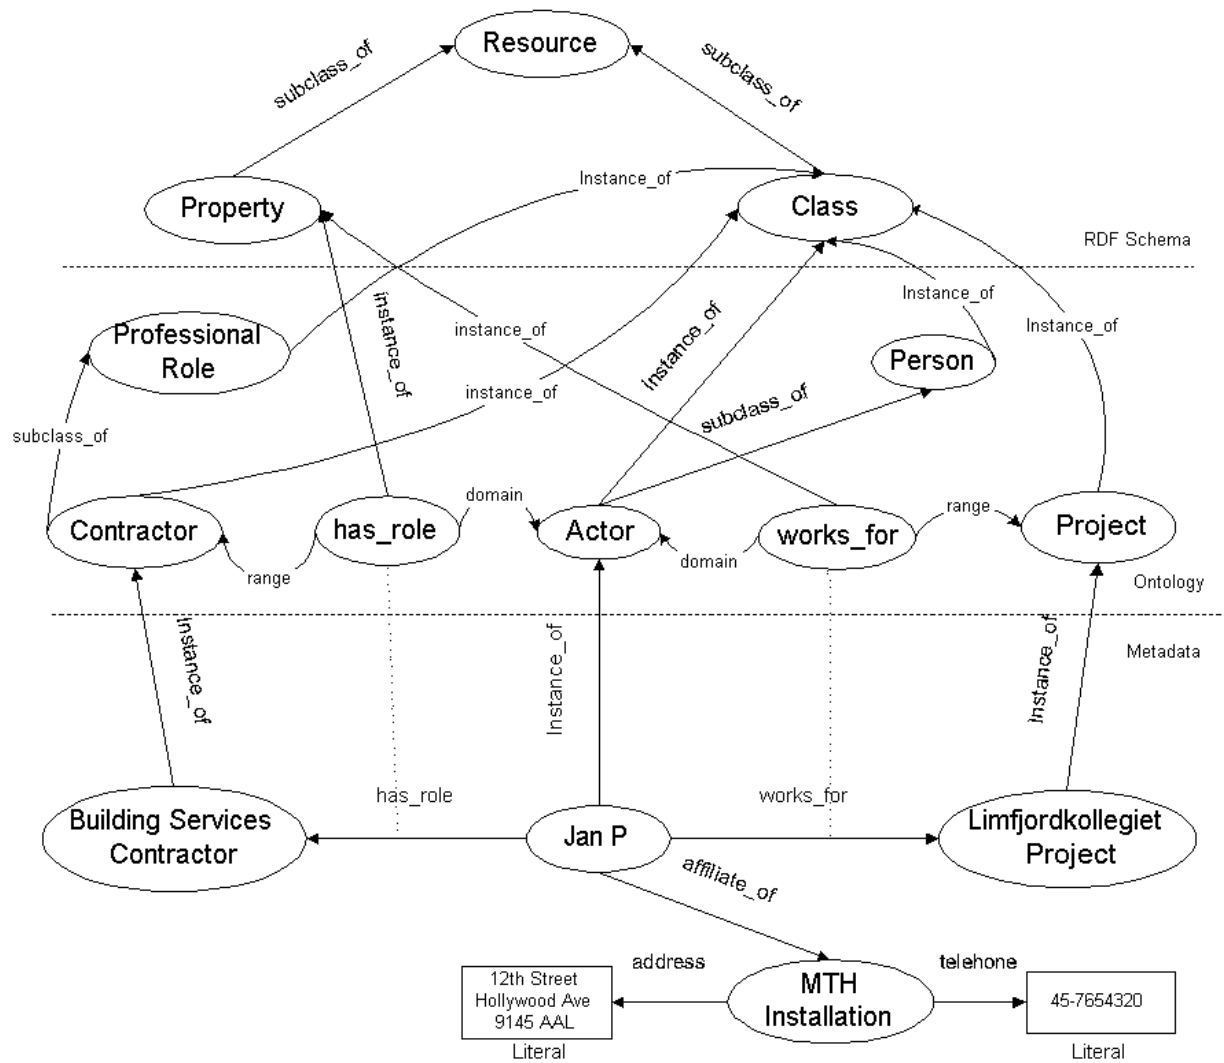 Resource
subclass_of
subclass_of
Instance_of
Property
Class
RDF Schema
Professional
Role
instance_of
instance_of
Instance_of
Instance_of
Instance_of
Person
instance_of
subclass_of
subclass_of
Contractor
range
has_role
domain
Actor
domain
works_for
range
Project
Ontology
Metadata
Instance_of
Instance_of
Instance_of
has_role
works_for
Building Services
Contractor
Jan P
Limfjordkollegiet
Project
affiliate_of
address
telehone
12th Street
Hollywood Ave
9145 AAL
MTH
Installation
45-7654320
Literal
Literal